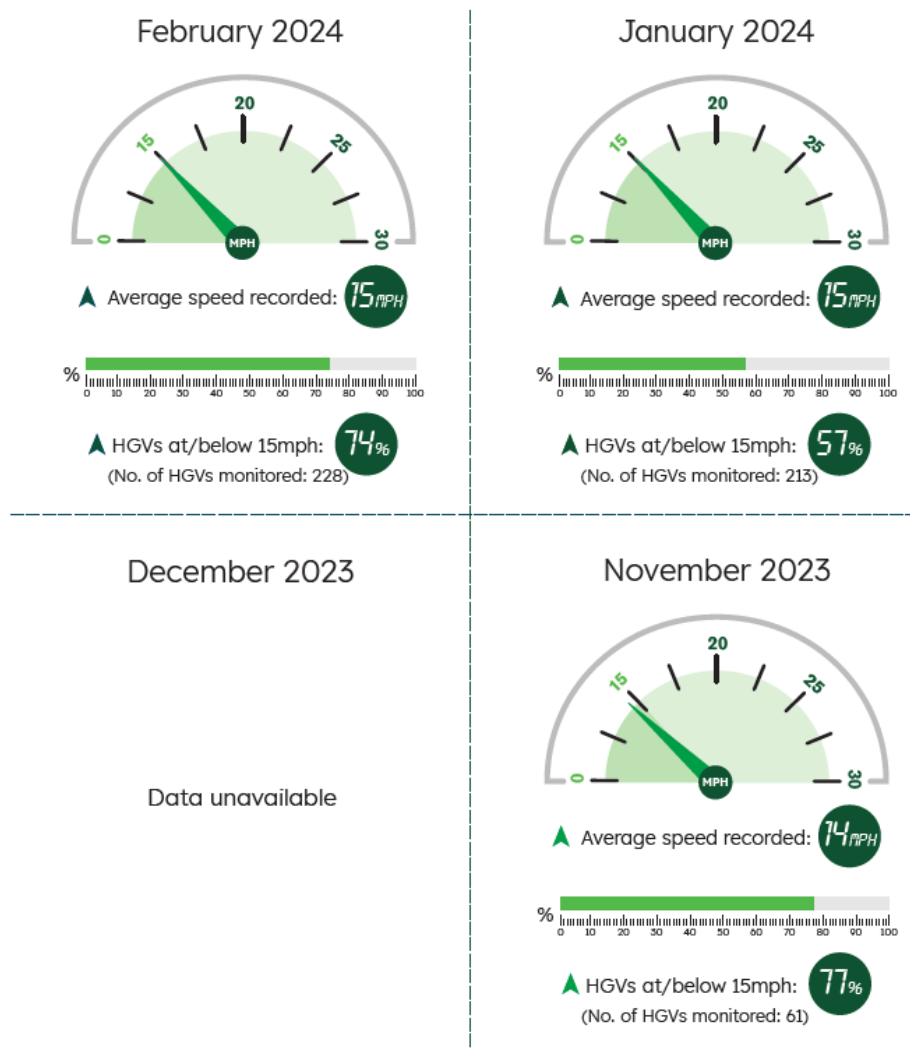 February 2024
20
15
25
0
30
MPH
Average speed recorded: 15MPH
%
0 10 20 30 40 50 60 70 80 90 100
HGVs at/below 15mph: 74%
(No. of HGVs monitored: 228)
January 2024
20
15
25
0
30
MPH
Average speed recorded: 15MPH
%
0 10 20 30 40 50 60 70 80 90 100
HGVs at/below 15mph: 57%
(No. of HGVs monitored: 213)
December 2023
Data unavailable
November 2023
20
15
25
0
30
MPH
Average speed recorded: 14MPH
%
0 10 20 30 40 50 60 70 80 90 100
HGVs at/below 15mph: 77%
(No. of HGVs monitored: 61)